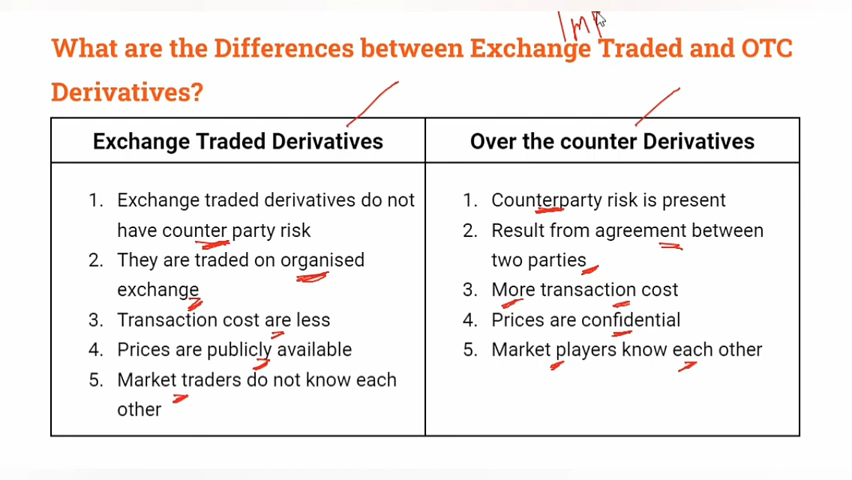 Imp
What are the Differences between Exchange Traded and OTC
Derivatives?
Exchange Traded Derivatives
Over the counter Derivatives
1. Exchange traded derivatives do not
have counter party risk
2. They are traded on organised
exchange
3. Transaction cost are less
4. Prices are publicly available
5. Market traders do not know each
other
1. Counterparty risk is present
2. Result from agreement between
two parties
3. More transaction cost
4. Prices are confidential
5. Market players know each other